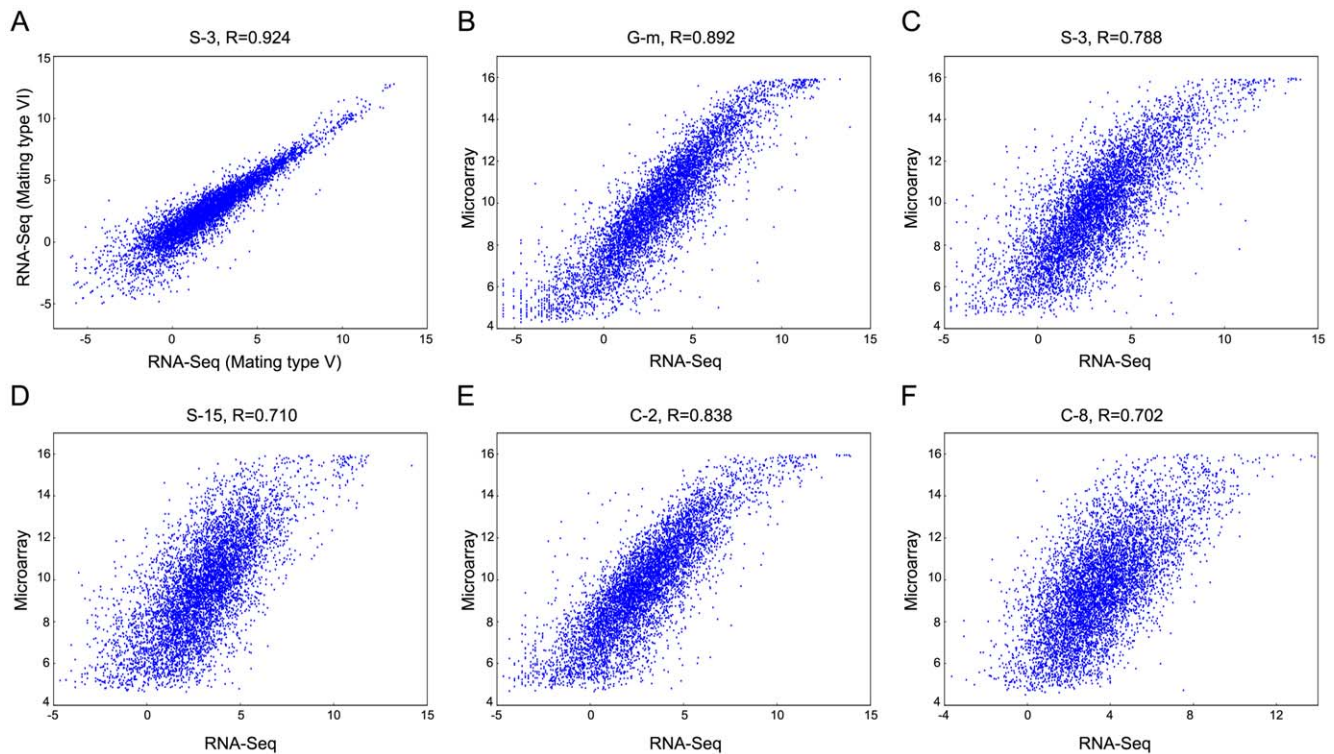 A
S-3, R=0.924
15
10
5
0
-5
-5 0 5 10 15
RNA-Seq (Mating type VI)
RNA-Seq (Mating type V)
B
G-m, R=0.892
16
14
12
10
8
6
4
-5 0 5 10 15
Microarray
RNA-Seq
C
S-3, R=0.788
16
14
12
10
8
6
4
0 5 10 15
Microarray
RNA-Seq
D
S-15, R=0.710
16
14
12
10
8
6
4
-5 0 5 10 15
Microarray
RNA-Seq
E
C-2, R=0.838
16
14
12
10
8
6
4
-5 0 5 10 15
Microarray
RNA-Seq
F
C-8, R=0.702
16
14
12
10
8
6
4
-4 0 4 8 12
Microarray
RNA-Seq